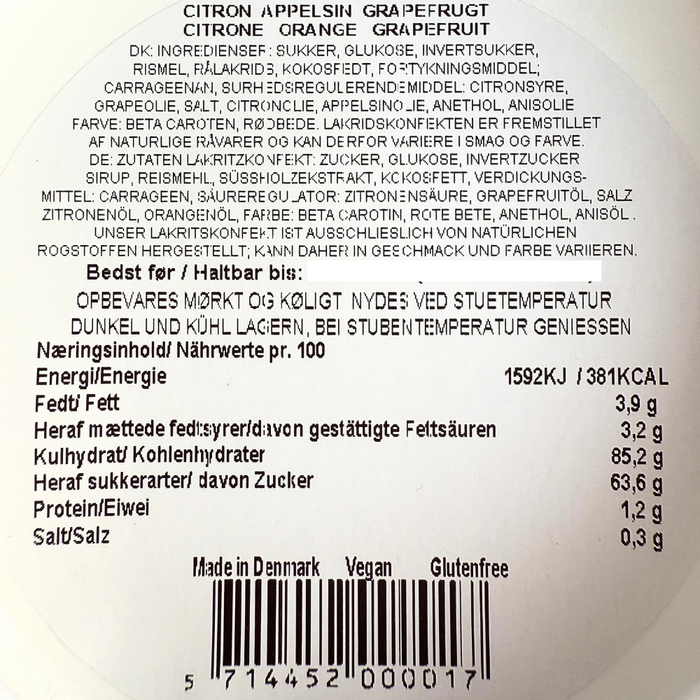 CITRON APPELSIN GRAPEFRUGT
CITRONE ORANGE GRAPEFRUIT
DK: INGREDIENSER: SUKKER, GLUKOSE, INVERTSUKKER,
RISMEL, RÅLAKRIDS, KOKOSFEDT, FORTYKNINGSMIDDEL;
CARRAGEENAN, SURHEDSREGULERENDEMIDDEL: CITRONSYRE,
GRAPEOLIE, SALT, CITRONOLIE, APPELSINOLIE, ANETHOL, ANISOLIE
FARVE: BETA CAROTEN, RØDBEDE. LAKRIDSKONFEKTEN ER FREMSTILLET
AF NATURLIGE RÅVARER OG KAN DERFOR VARIERE I SMAG OG FARVE.
DE: ZUTATEN LAKRITZKONFEKT: ZUCKER, GLUKOSE, INVERTZUCKER
SIRUP, REISMEHL, SÜSSHOLZEKSTRAKT, KOKOSFETT, VERDICKUNGS-
MITTEL: CARRAGEEN, SÄUREREGULATOR: ZITRONENSÄURE, GRAPEFRUITÖL, SALZ
ZITRONENÖL, ORANGENÖL, FARBE: BETA CAROTIN, ROTE BETE, ANETHOL, ANISÖL.
UNSER LAKRITSKONFEKT IST AUSSCHLIESLICH VON NATÜRLICHEN
ROGSTOFFEN HERGESTELLT; KANN DAHER IN GESCHMACK UND FARBE VARIIEREN.
Bedst før / Haltbar bis:
OPBEVARES MØRKT OG KØLIGT NYDES VED STUETEMPERATUR
DUNKEL UND KÜHL LAGERN, BEI STUBENTEMPERATUR GENIESSEN
Næringsinhold/ Nährwerte pr. 100
Energi/Energie 1592KJ / 381KCAL
Fedt/ Fett 3,9 g
Heraf mættede fedtsyrer/davon gestättigte Fettsäuren 3,2 g
Kulhydrat/ Kohlenhydrater 85,2 g
Heraf sukkerarter/ davon Zucker 63,6 g
Protein/Eiwei 1,2 g
Salt/Salz 0,3 g
Made in Denmark Vegan Glutenfree
5 714452 000017